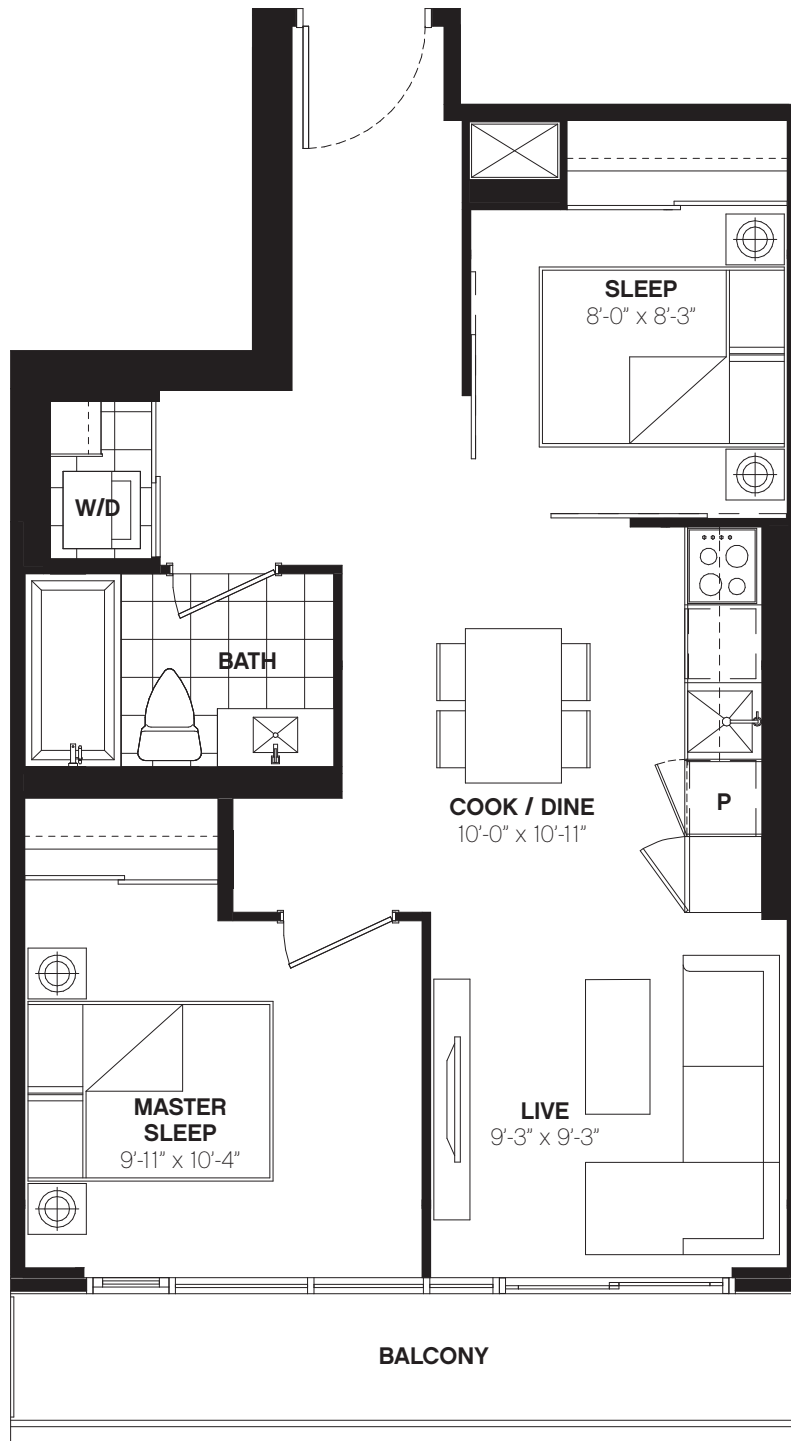 SLEEP
8'-0" x 8'-3"
W/D
BATH
COOK / DINE
10'-0" x 10'-11"
P
MASTER
SLEEP
9'-11" x 10'-4"
LIVE
9'-3" x 9'-3"
BALCONY